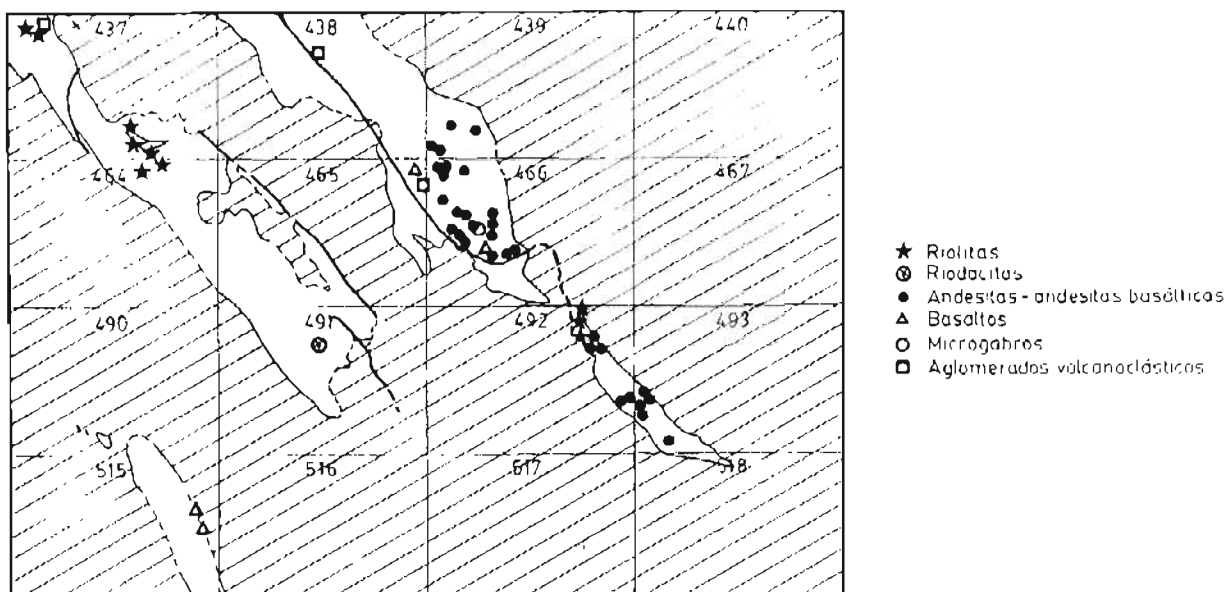 437 438 439 440
464 465 466 467
490 491 492 493
515 516 517 518
Riolitas
Riodacitas
Andesitas - andesitas basálticas
Basaltos
Microgabros
Aglomerados volcanoclásticos